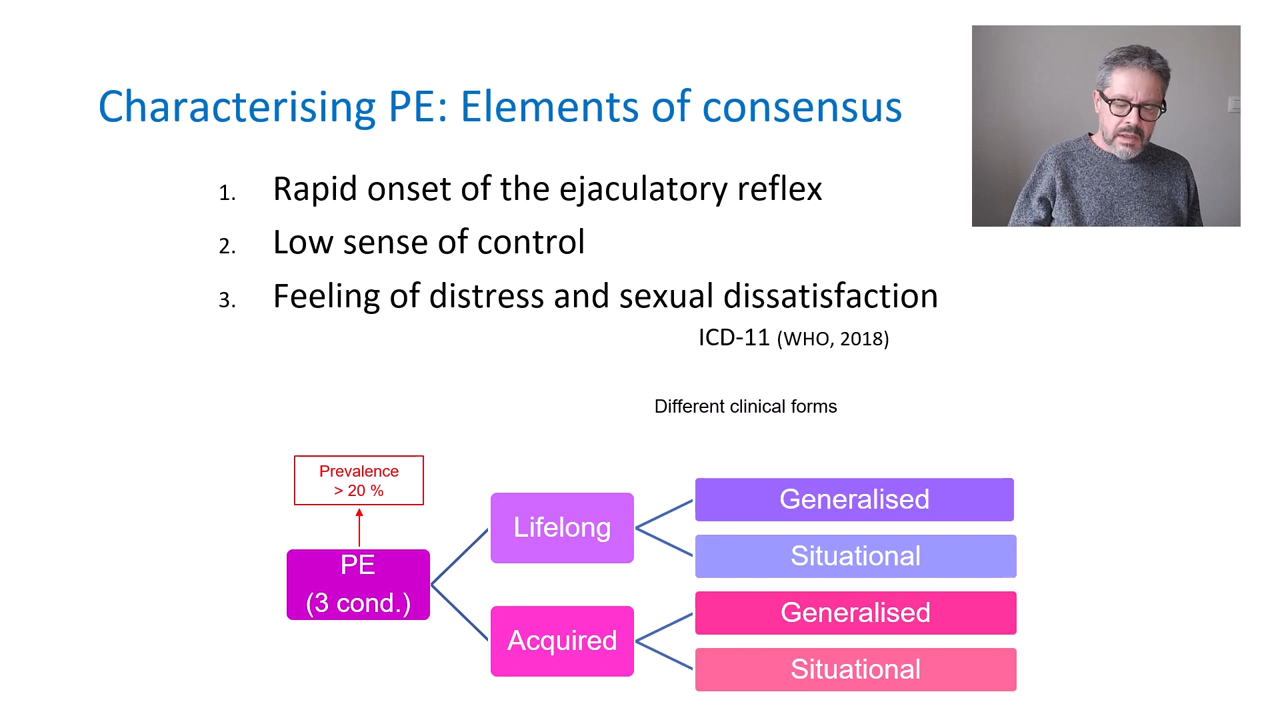 Characterising PE: Elements of consensus
1. Rapid onset of the ejaculatory reflex
2. Low sense of control
3. Feeling of distress and sexual dissatisfaction
ICD-11 (WHO, 2018)
Different clinical forms
Prevalence
> 20 %
PE
(3 cond.)
Lifelong
Generalised
Situational
Acquired
Generalised
Situational